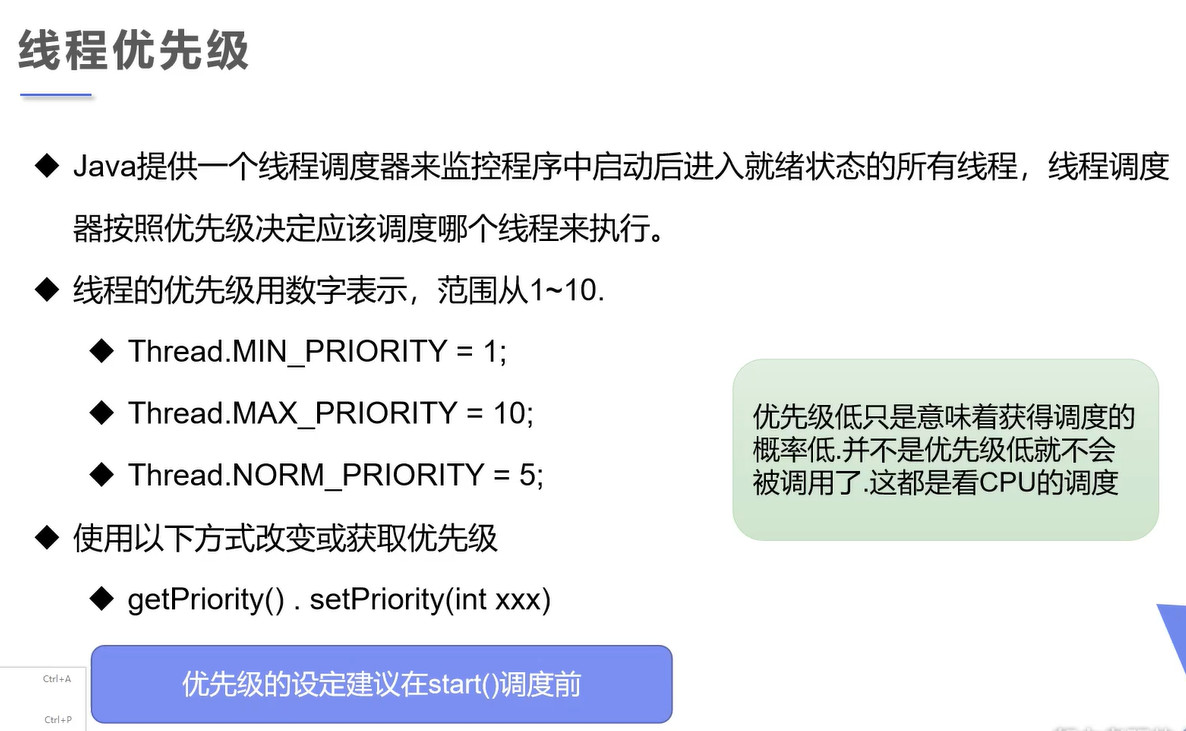 线程优先级
Java提供一个线程调度器来监控程序中启动后进入就绪状态的所有线程，线程调度
器按照优先级决定应该调度哪个线程来执行。
线程的优先级用数字表示，范围从1~10.
Thread.MIN_PRIORITY = 1;
Thread.MAX_PRIORITY = 10;
Thread.NORM_PRIORITY = 5;
优先级低只是意味着获得调度的
概率低.并不是优先级低就不会
被调用了.这都是看CPU的调度
使用以下方式改变或获取优先级
getPriority() . setPriority(int xxx)
优先级的设定建议在start()调度前
Ctrl+A
Ctrl+P